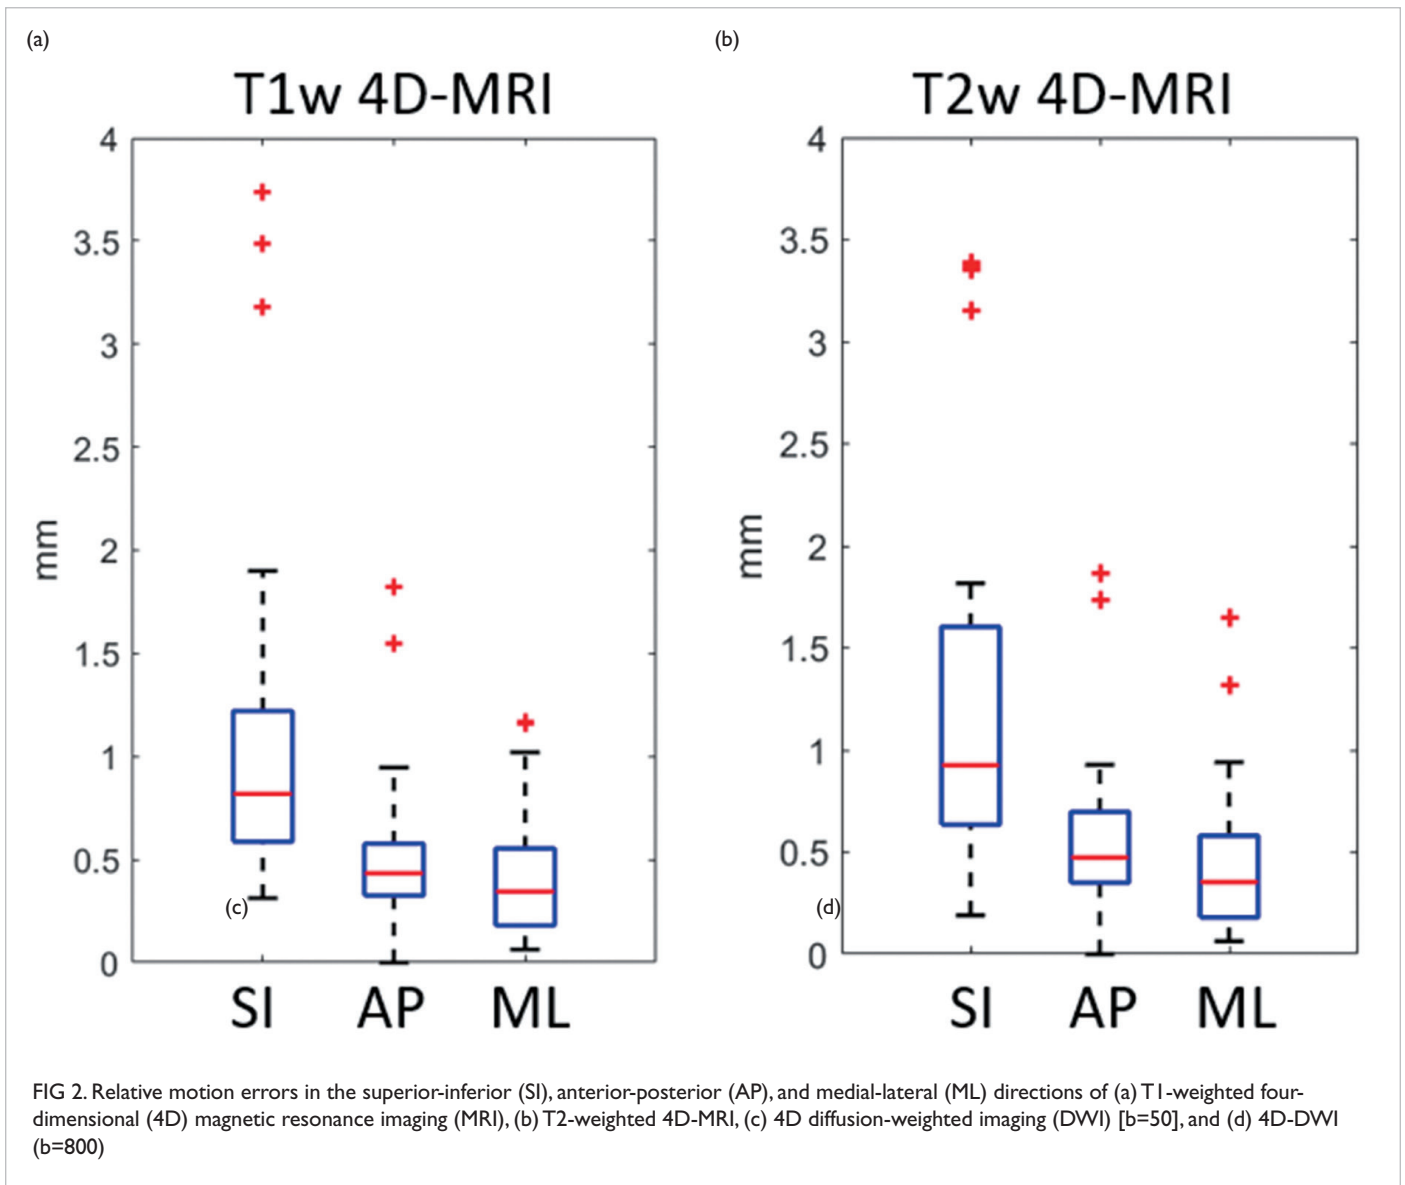 (a)
T1w 4D-MRI
4
3.5
3
2.5
2
1.5
1
0.5
0
mm
(c)
SI AP ML
(b)
T2w 4D-MRI
4
3.5
3
2.5
2
1.5
1
0.5
0
mm
(d)
SI AP ML
FIG 2. Relative motion errors in the superior-inferior (SI), anterior-posterior (AP), and medial-lateral (ML) directions of (a) T1-weighted four-
dimensional (4D) magnetic resonance imaging (MRI), (b) T2-weighted 4D-MRI, (c) 4D diffusion-weighted imaging (DWI) [b=50], and (d) 4D-DWI
(b=800)